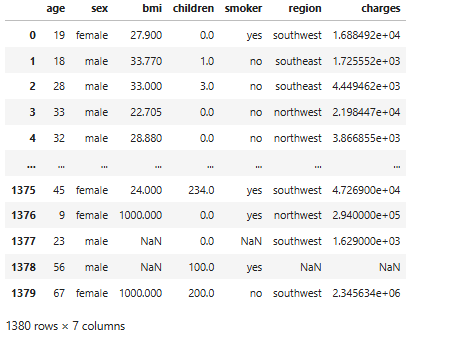 age sex bmi children smoker region charges
0 19 female 27.900 0.0 yes southwest 1.688492e+04
1 18 male 33.770 1.0 no southeast 1.725552e+03
2 28 male 33.000 3.0 no southeast 4.449462e+03
3 33 male 22.705 0.0 no northwest 2.198447e+04
4 32 male 28.880 0.0 no northwest 3.866855e+03
... ... ... ... ... ... ... ...
1375 45 female 24.000 234.0 yes southwest 4.726900e+04
1376 9 female 1000.000 0.0 yes northwest 2.940000e+05
1377 23 male NaN 0.0 NaN southwest 1.629000e+03
1378 56 male NaN 100.0 yes NaN NaN
1379 67 female 1000.000 200.0 no southwest 2.345634e+06
1380 rows × 7 columns